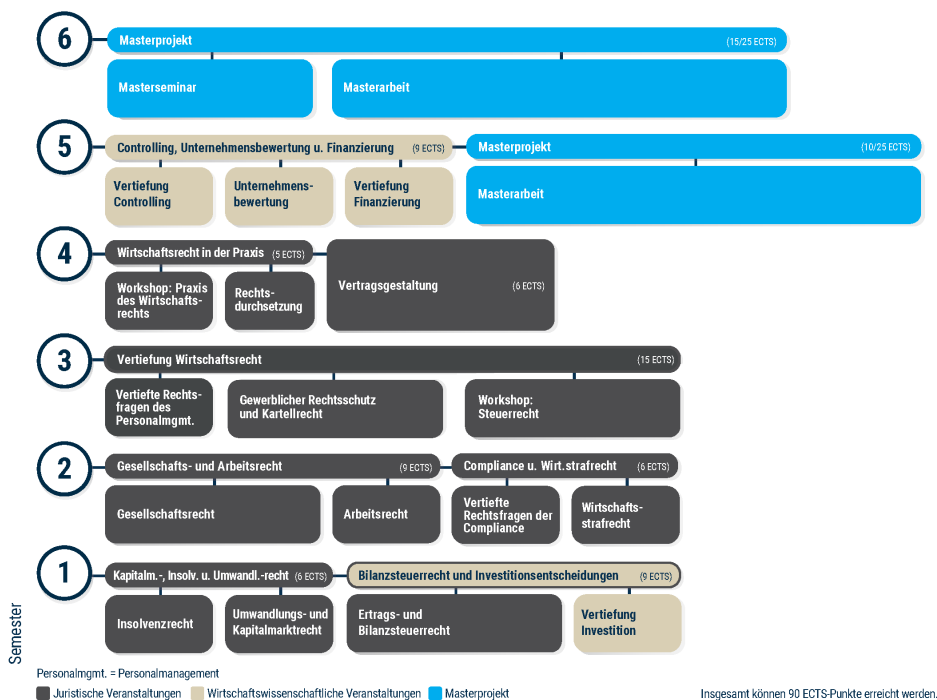 6
Masterprojekt (15/25 ECTS)
Masterseminar
Masterarbeit
5
Controlling, Unternehmensbewertung u. Finanzierung (9 ECTS)
Masterprojekt (10/25 ECTS)
Vertiefung
Controlling
Unternehmens-
bewertung
Vertiefung
Finanzierung
Masterarbeit
4
Wirtschaftsrecht in der Praxis (5 ECTS)
Vertragsgestaltung (6 ECTS)
Workshop: Praxis
des Wirtschafts-
rechts
Rechts-
durchsetzung
3
Vertiefung Wirtschaftsrecht (15 ECTS)
Vertiefte Rechts-
fragen des
Personalmgmt.
Gewerblicher Rechtsschutz
und Kartellrecht
Workshop:
Steuerrecht
2
Gesellschafts- und Arbeitsrecht (9 ECTS)
Compliance u. Wirt.strafrecht (6 ECTS)
Gesellschaftsrecht
Arbeitsrecht
Vertiefte
Rechtsfragen der
Compliance
Wirtschafts-
strafrecht
1
Kapitalm.-, Insolv. u. Umwandl.-recht (6 ECTS)
Bilanzsteuerrecht und Investitionsentscheidungen (9 ECTS)
Insolvenzrecht
Umwandlungs- und
Kapitalmarktrecht
Ertrags- und
Bilanzsteuerrecht
Vertiefung
Investition
Semester
Personalmgmt. = Personalmanagement
Juristische Veranstaltungen
Wirtschaftswissenschaftliche Veranstaltungen
Masterprojekt
Insgesamt können 90 ECTS-Punkte erreicht werden.